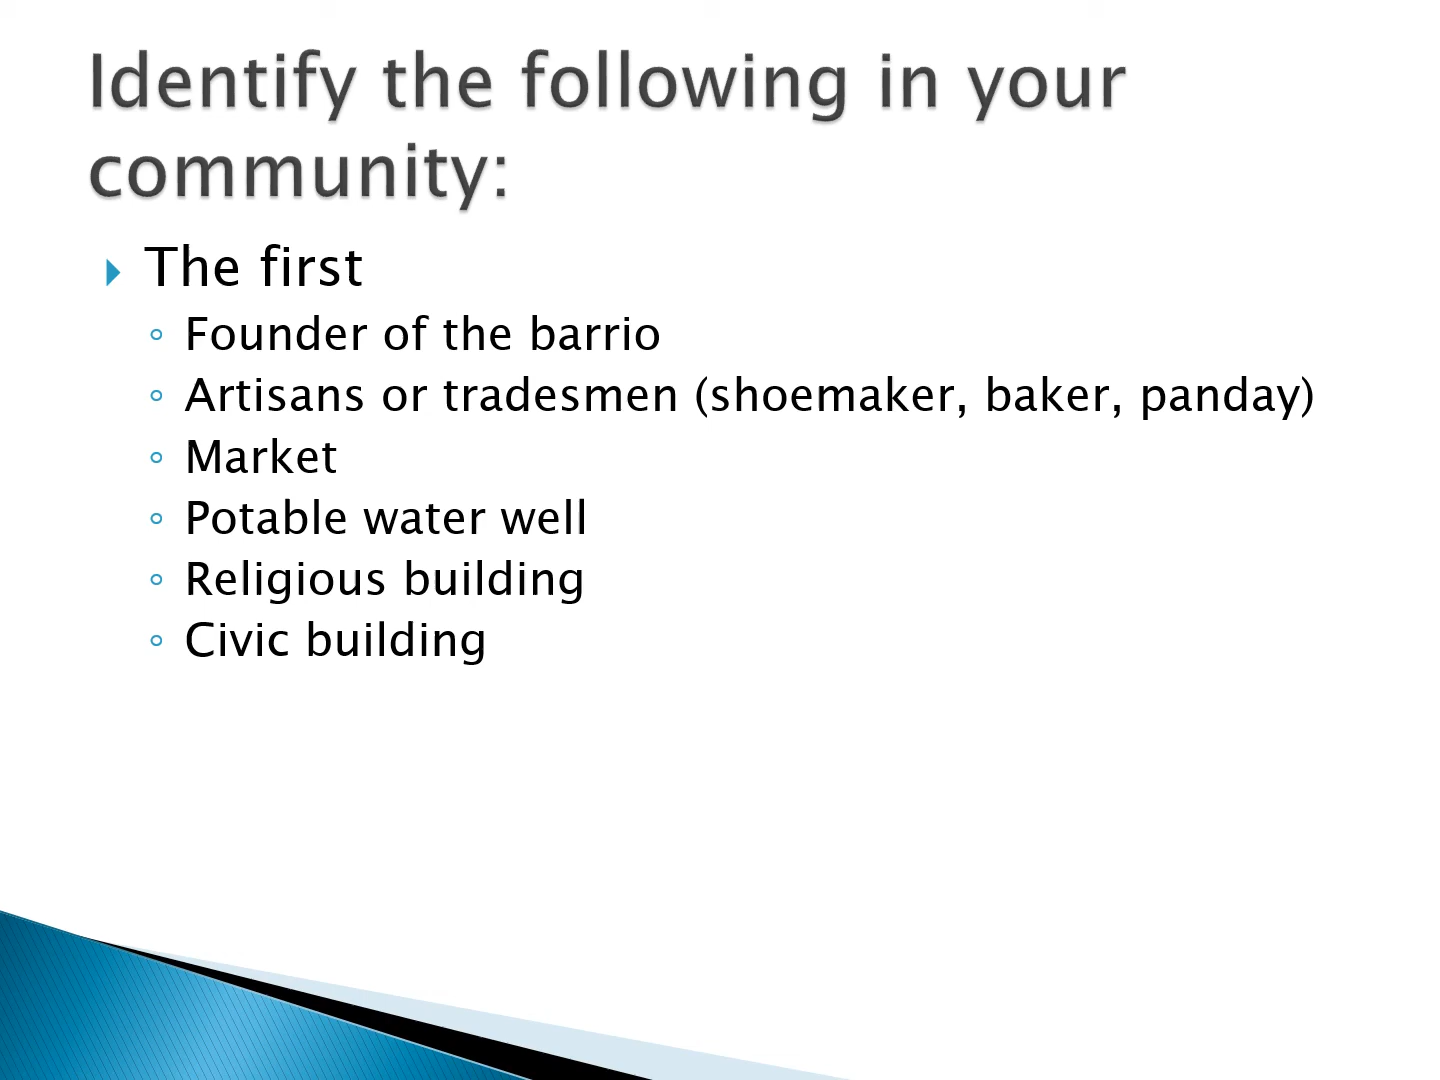 Identify the following in your
community:
The first
Founder of the barrio
Artisans or tradesmen (shoemaker, baker, panday)
Market
Potable water well
Religious building
Civic building